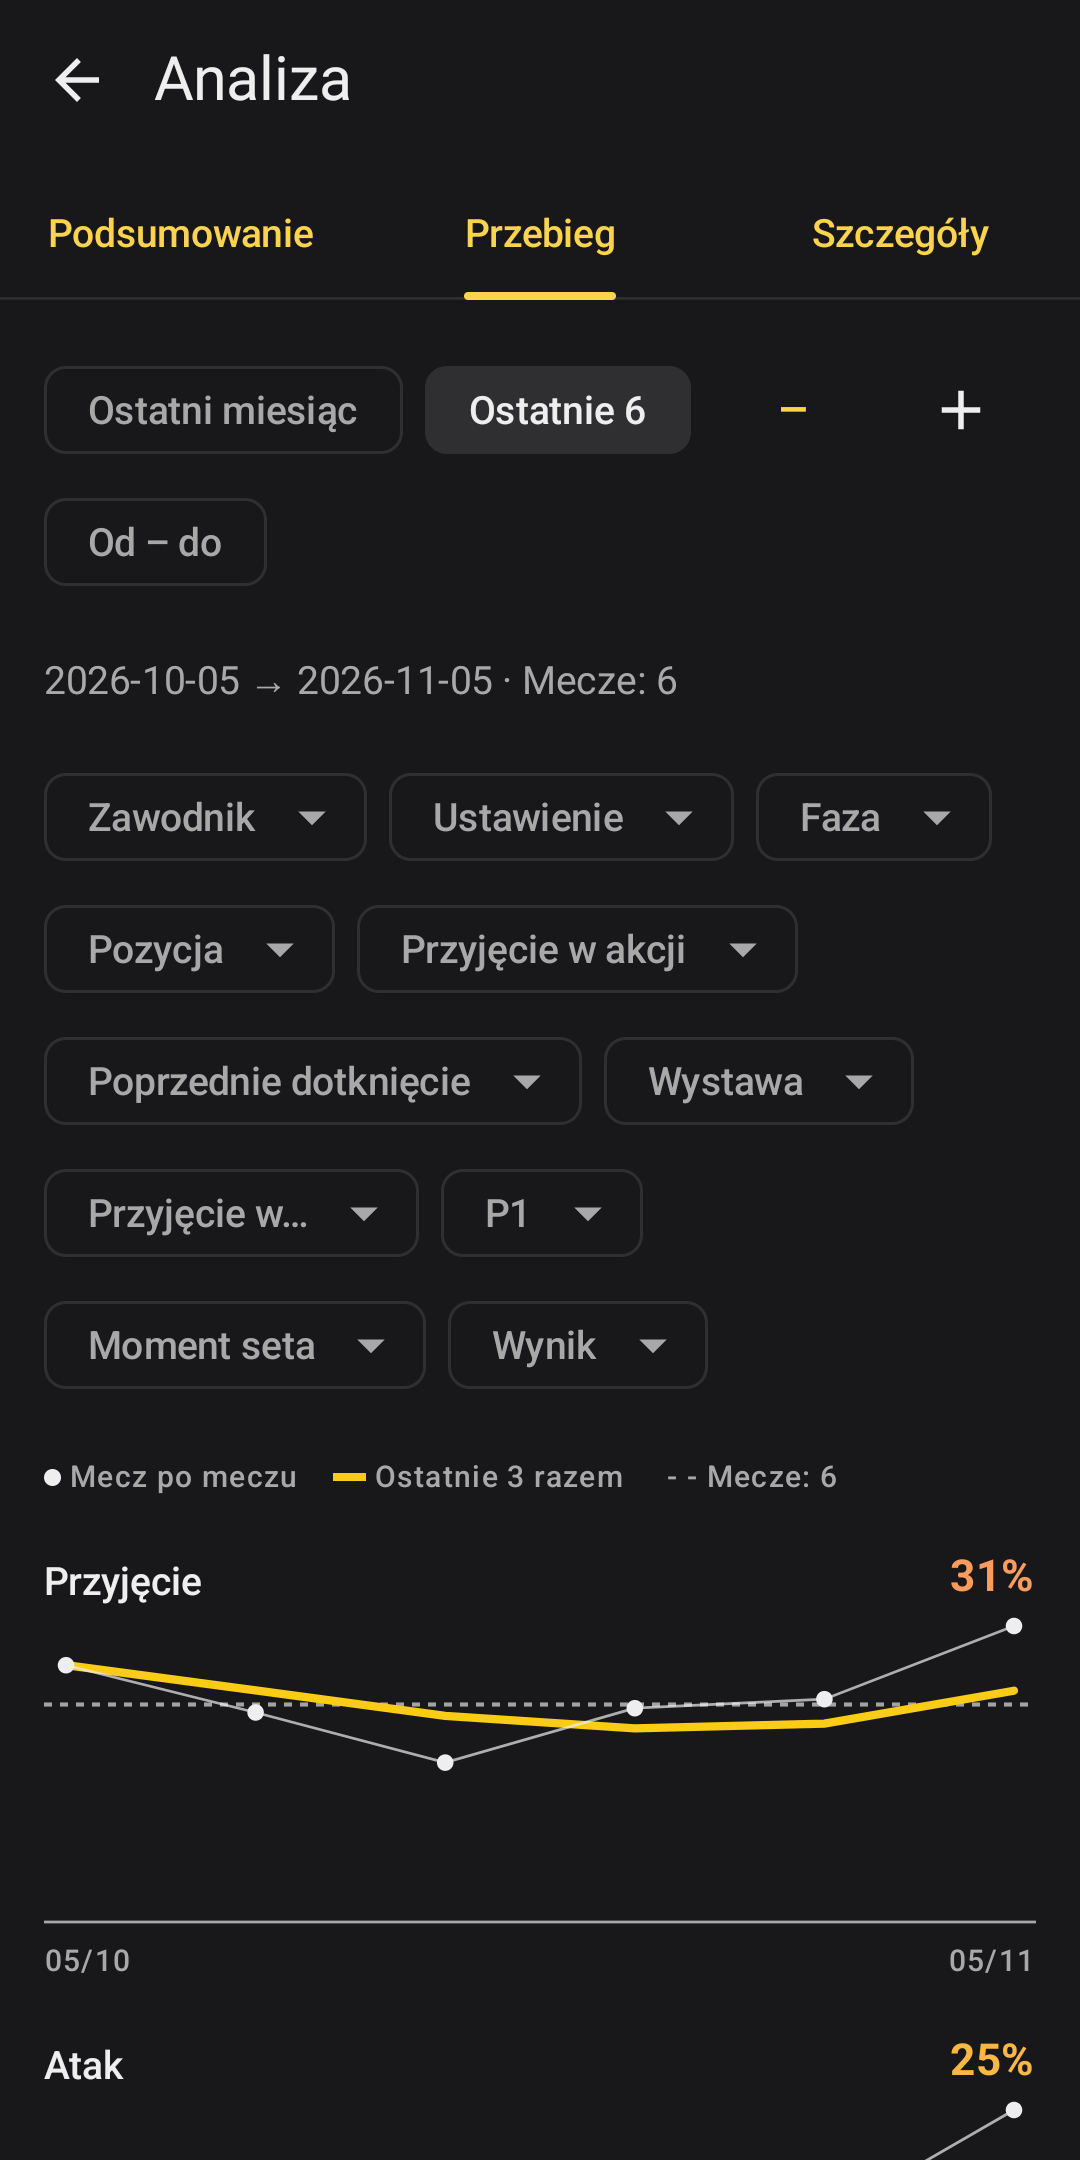 Analiza
Podsumowanie Przebieg Szczegóły
Ostatni miesiąc Ostatnie 6 − +
Od – do
2026-10-05 → 2026-11-05 · Mecze: 6
Zawodnik Ustawienie Faza
Pozycja Przyjęcie w akcji
Poprzednie dotknięcie Wystawa
Przyjęcie w... P1
Moment seta Wynik
Mecz po meczu Ostatnie 3 razem - - Mecze: 6
Przyjęcie 31%
05/10 05/11
Atak 25%